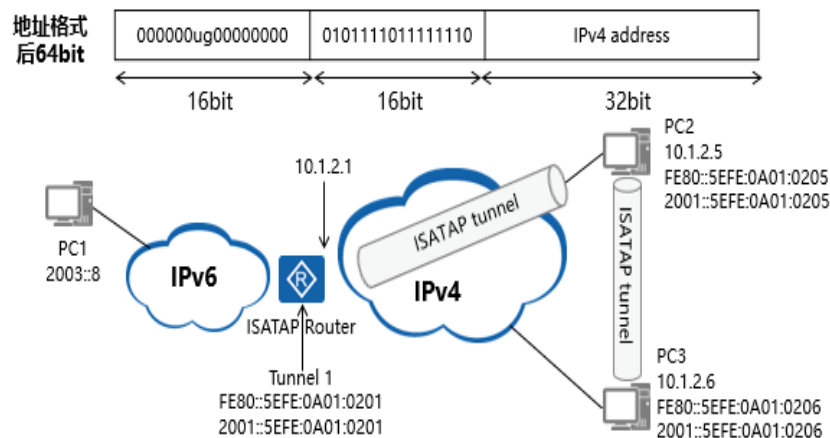 地址格式
后64bit
000000ug00000000
0101111011111110
IPv4 address
16bit
16bit
32bit
PC2
10.1.2.5
FE80::5EFE:0A01:0205
2001::5EFE:0A01:0205
10.1.2.1
ISATAP tunnel
PC1
2003::8
IPv6
R
ISATAP Router
IPv4
ISATAP tunnel
Tunnel 1
FE80::5EFE:0A01:0201
2001::5EFE:0A01:0201
PC3
10.1.2.6
FE80::5EFE:0A01:0206
2001::5EFE:0A01:0206